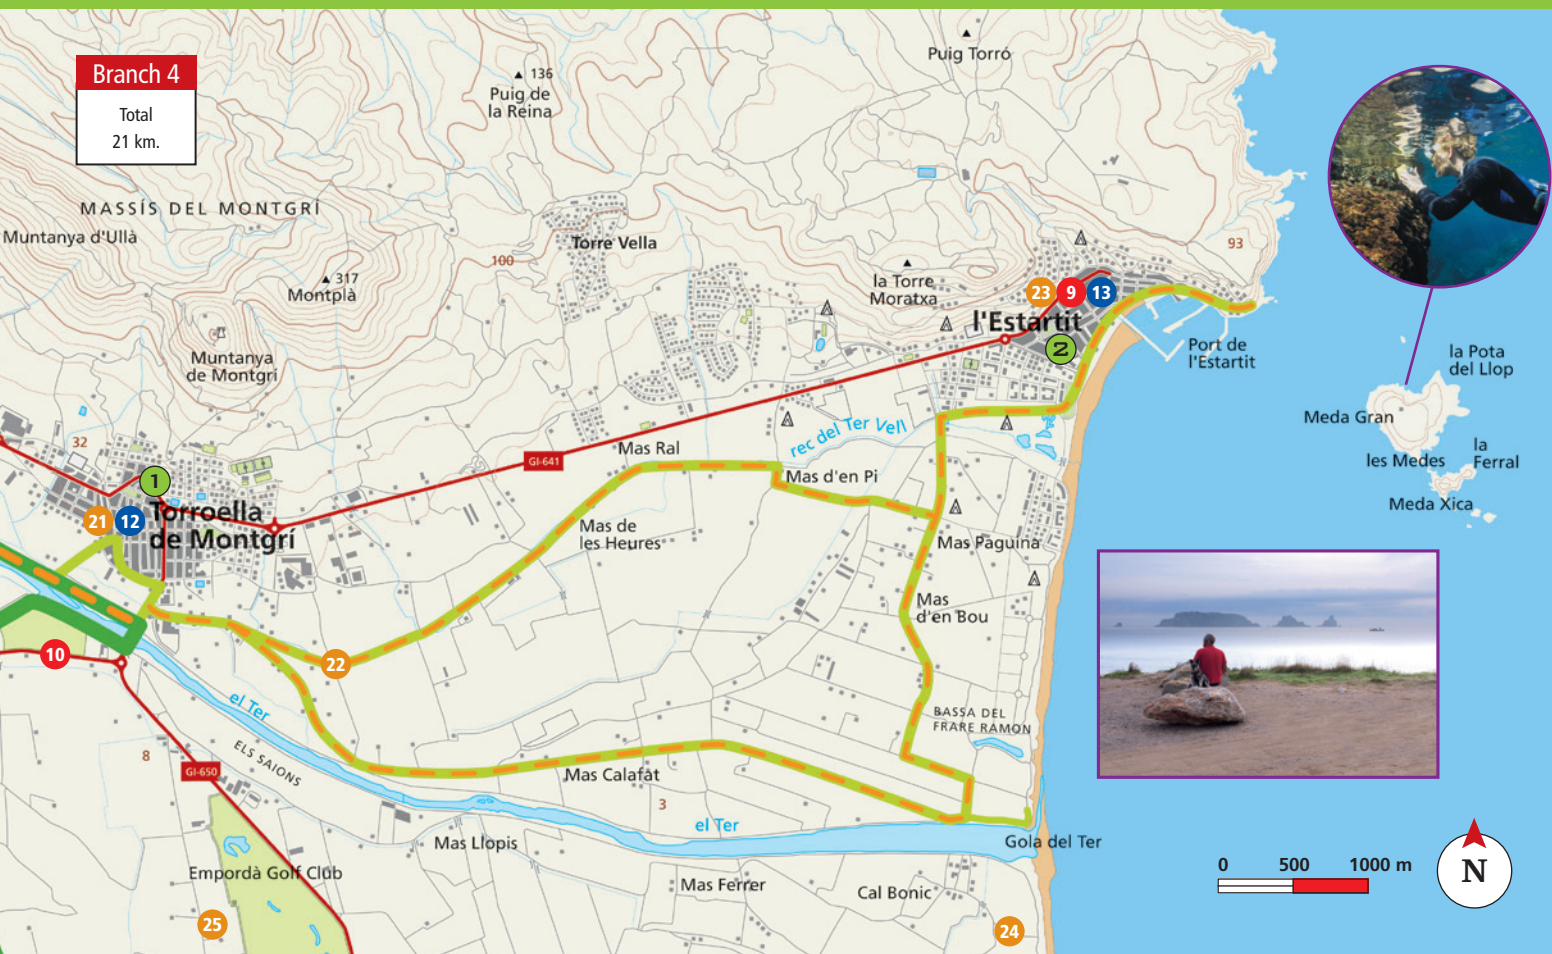 Branch 4
Total
21 km.
Puig Torró
136
Puig de
la Reina
MASSÍS DEL MONTGRÍ
Muntanya d'Ullà
Torre Vella
93
100
317
Montplà
la Torre
Moratxa
23
9
13
l'Estartit
2
Port de
l'Estartit
la Pota
del Llop
Muntanya
de Montgrí
Meda Gran
rec del Ter Vell
32
Mas Ral
la
Ferral
les Medes
GI-641
1
Mas d'en Pi
Meda Xica
21
12
Torroella
de Montgrí
Mas de
les Heures
Mas Paguina
Mas
d'en Bou
10
22
el Ter
BASSA DEL
FRARE RAMON
8
ELS SAIONS
GI-650
Mas Calafat
3
el Ter
Mas Llopis
Gola del Ter
0 500 1000 m
N
Empordà Golf Club
Mas Ferrer
Cal Bonic
25
24